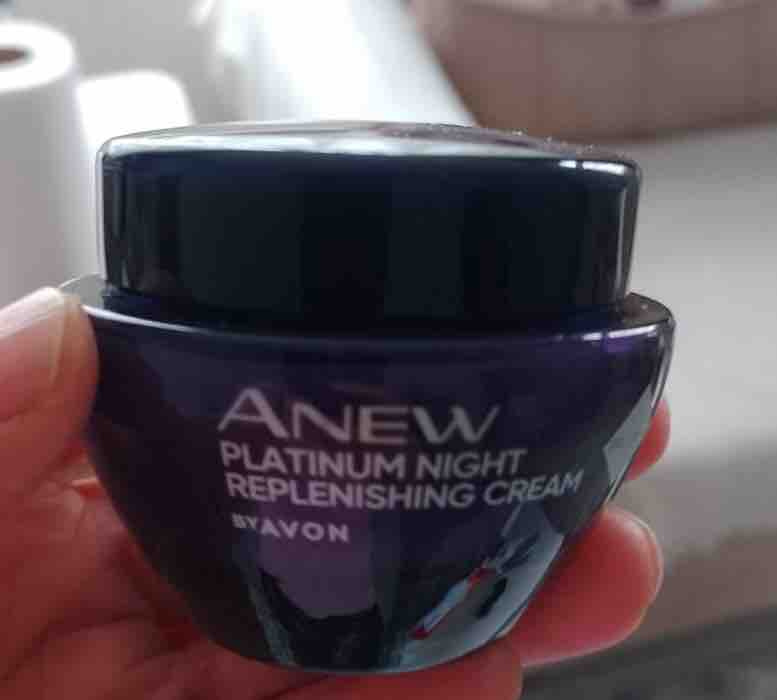 ANEW
PLATINUM NIGHT
REPLENISHING CREAM
BY AVON